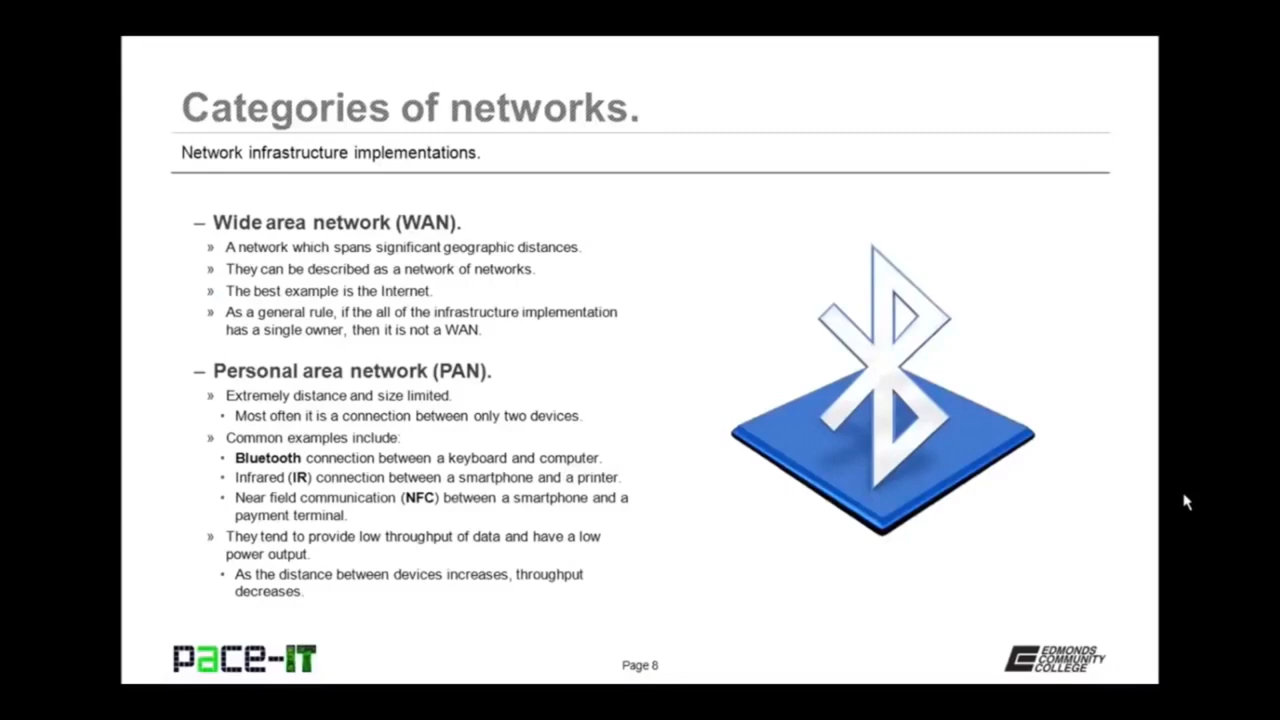 Categories of networks.
Network infrastructure implementations.
– Wide area network (WAN).
» A network which spans significant geographic distances.
» They can be described as a network of networks.
» The best example is the Internet.
» As a general rule, if the all of the infrastructure implementation
has a single owner, then it is not a WAN.
– Personal area network (PAN).
» Extremely distance and size limited.
• Most often it is a connection between only two devices.
» Common examples include:
• Bluetooth connection between a keyboard and computer.
• Infrared (IR) connection between a smartphone and a printer.
• Near field communication (NFC) between a smartphone and a
payment terminal.
» They tend to provide low throughput of data and have a low
power output.
• As the distance between devices increases, throughput
decreases.
pace-IT
Page 8
EDMONDS
COMMUNITY
COLLEGE